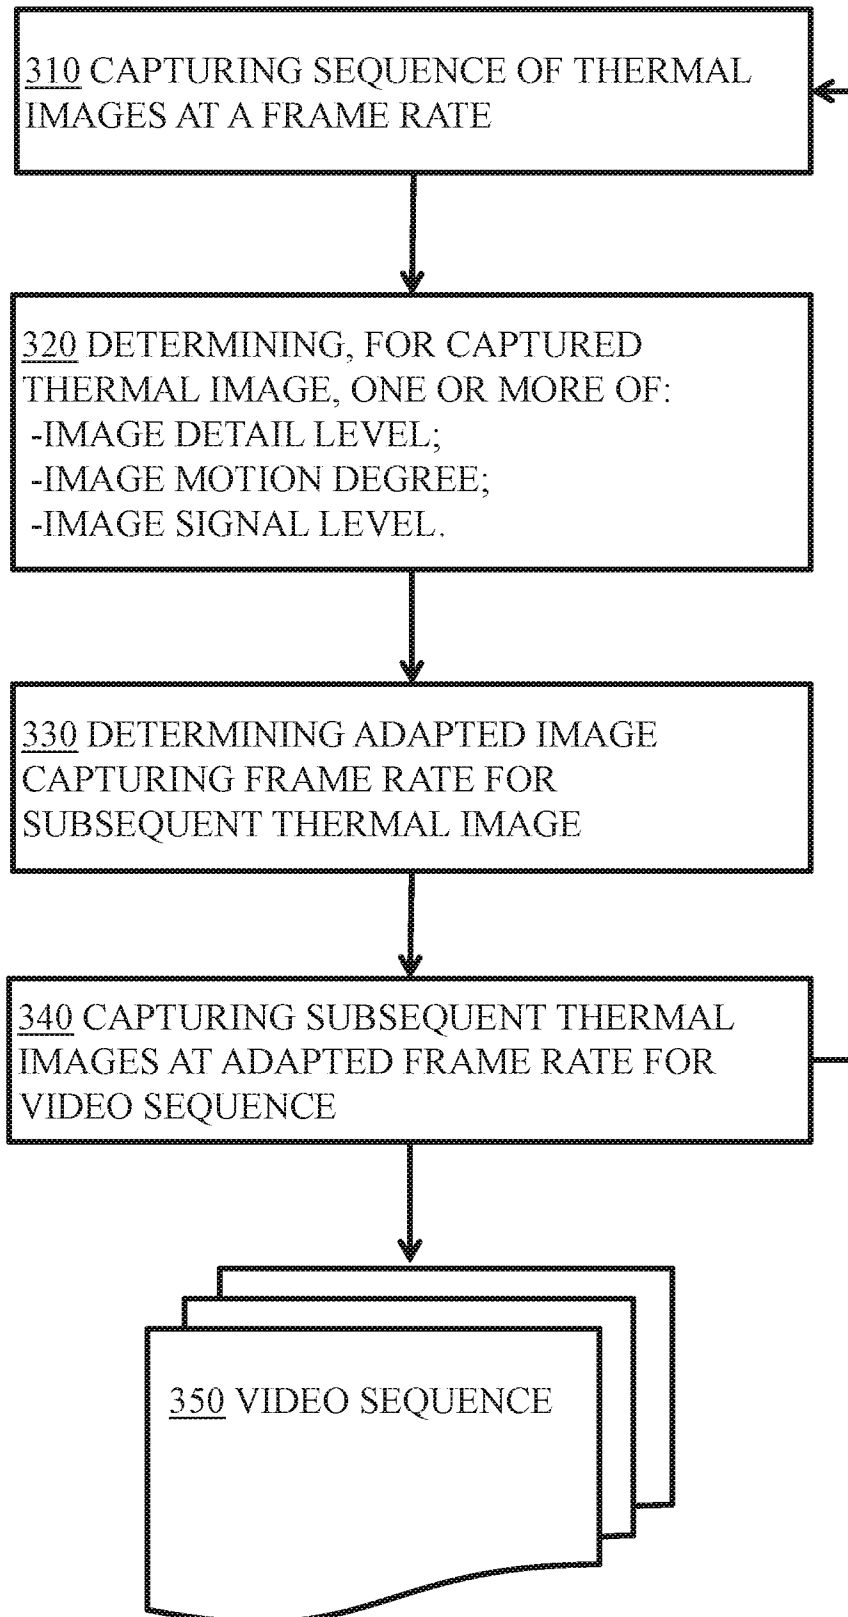 310 CAPTURING SEQUENCE OF THERMAL
IMAGES AT A FRAME RATE
320 DETERMINING, FOR CAPTURED
THERMAL IMAGE, ONE OR MORE OF:
-IMAGE DETAIL LEVEL;
-IMAGE MOTION DEGREE;
-IMAGE SIGNAL LEVEL.
330 DETERMINING ADAPTED IMAGE
CAPTURING FRAME RATE FOR
SUBSEQUENT THERMAL IMAGE
340 CAPTURING SUBSEQUENT THERMAL
IMAGES AT ADAPTED FRAME RATE FOR
VIDEO SEQUENCE
350 VIDEO SEQUENCE